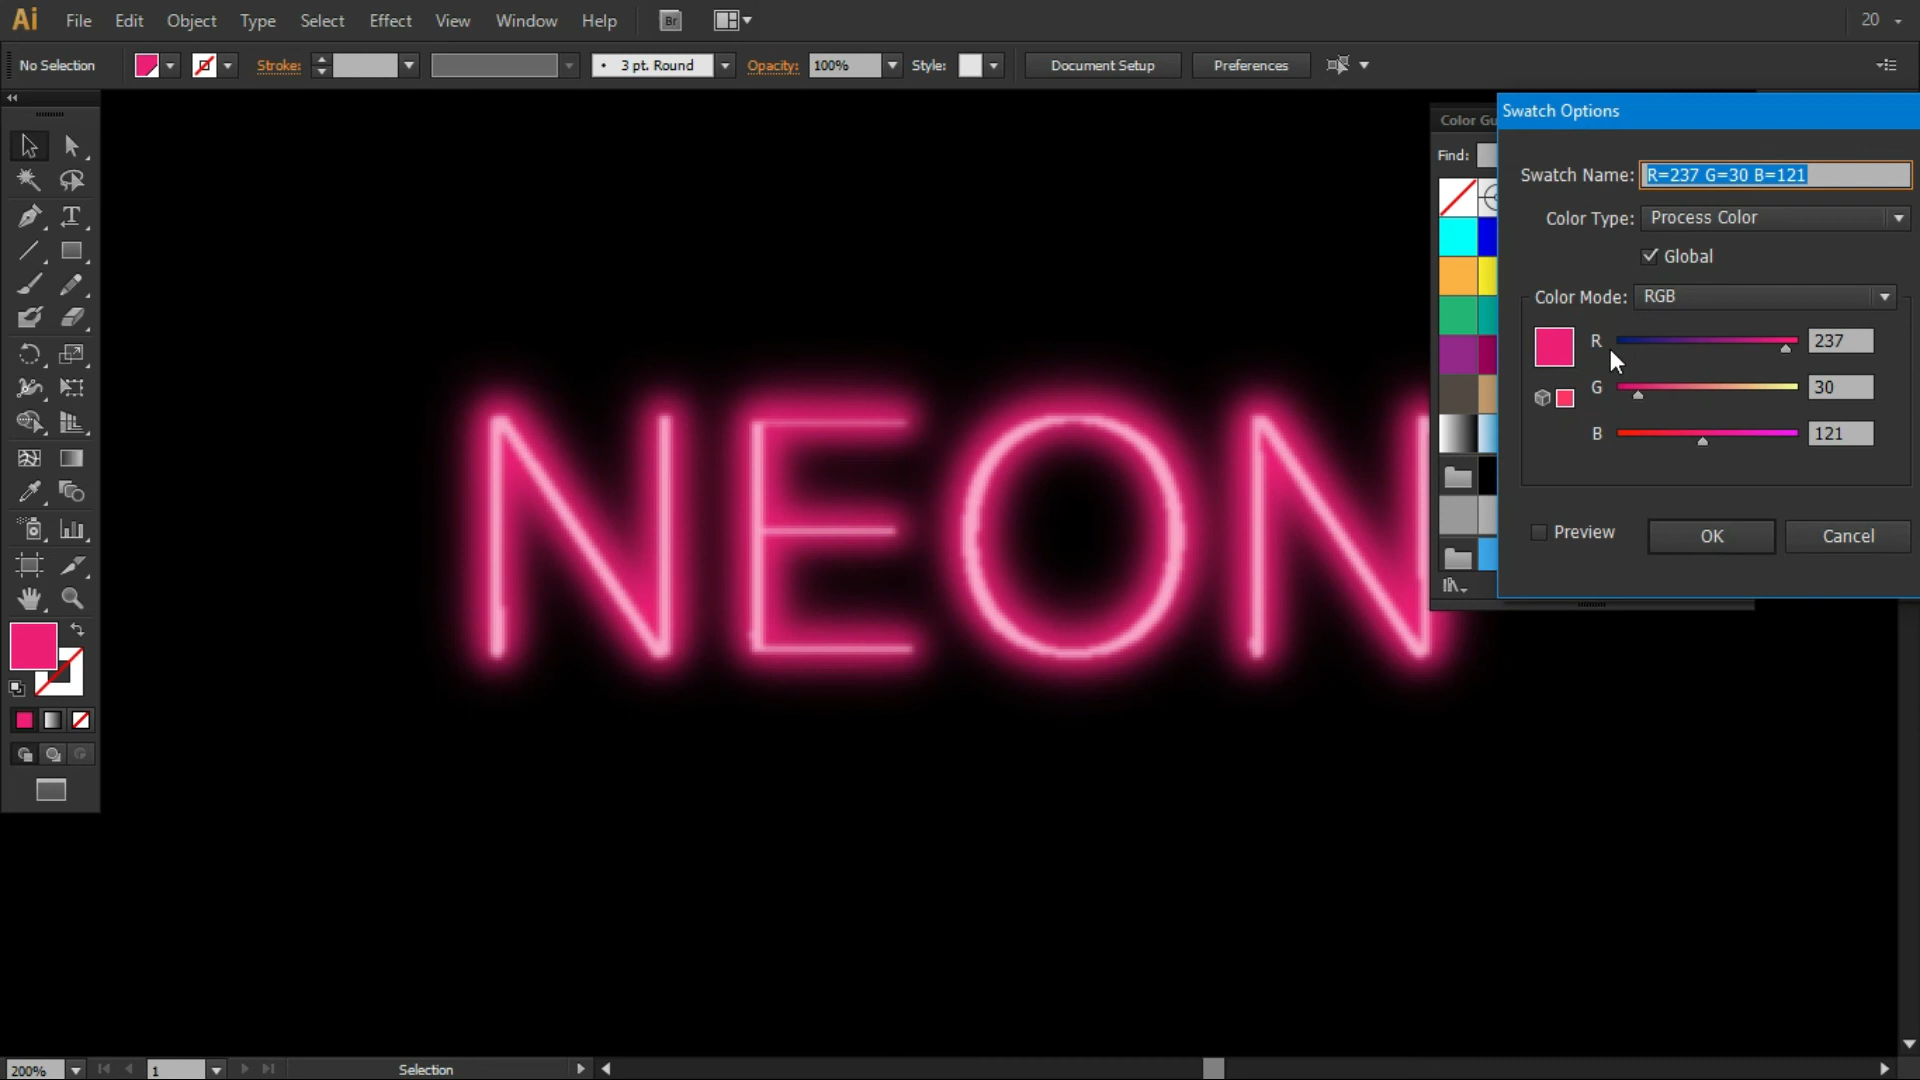 Ai File Edit Object Type Select Effect View Window Help Br 20
No Selection Stroke: 3 pt. Round Opacity: 100% Style: Document Setup Preferences
Color Gu
Swatch Options
Find:
Swatch Name: R=237 G=30 B=121
Color Type: Process Color
Global
Color Mode: RGB
R 237
G 30
B 121
Preview OK Cancel
NEON
200% 1 Selection